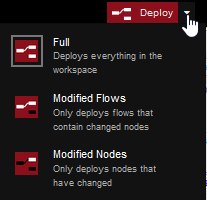 Deploy
Full
Deploys everything in the
workspace
Modified Flows
Only deploys flows that
contain changed nodes
Modified Nodes
Only deploys nodes that
have changed